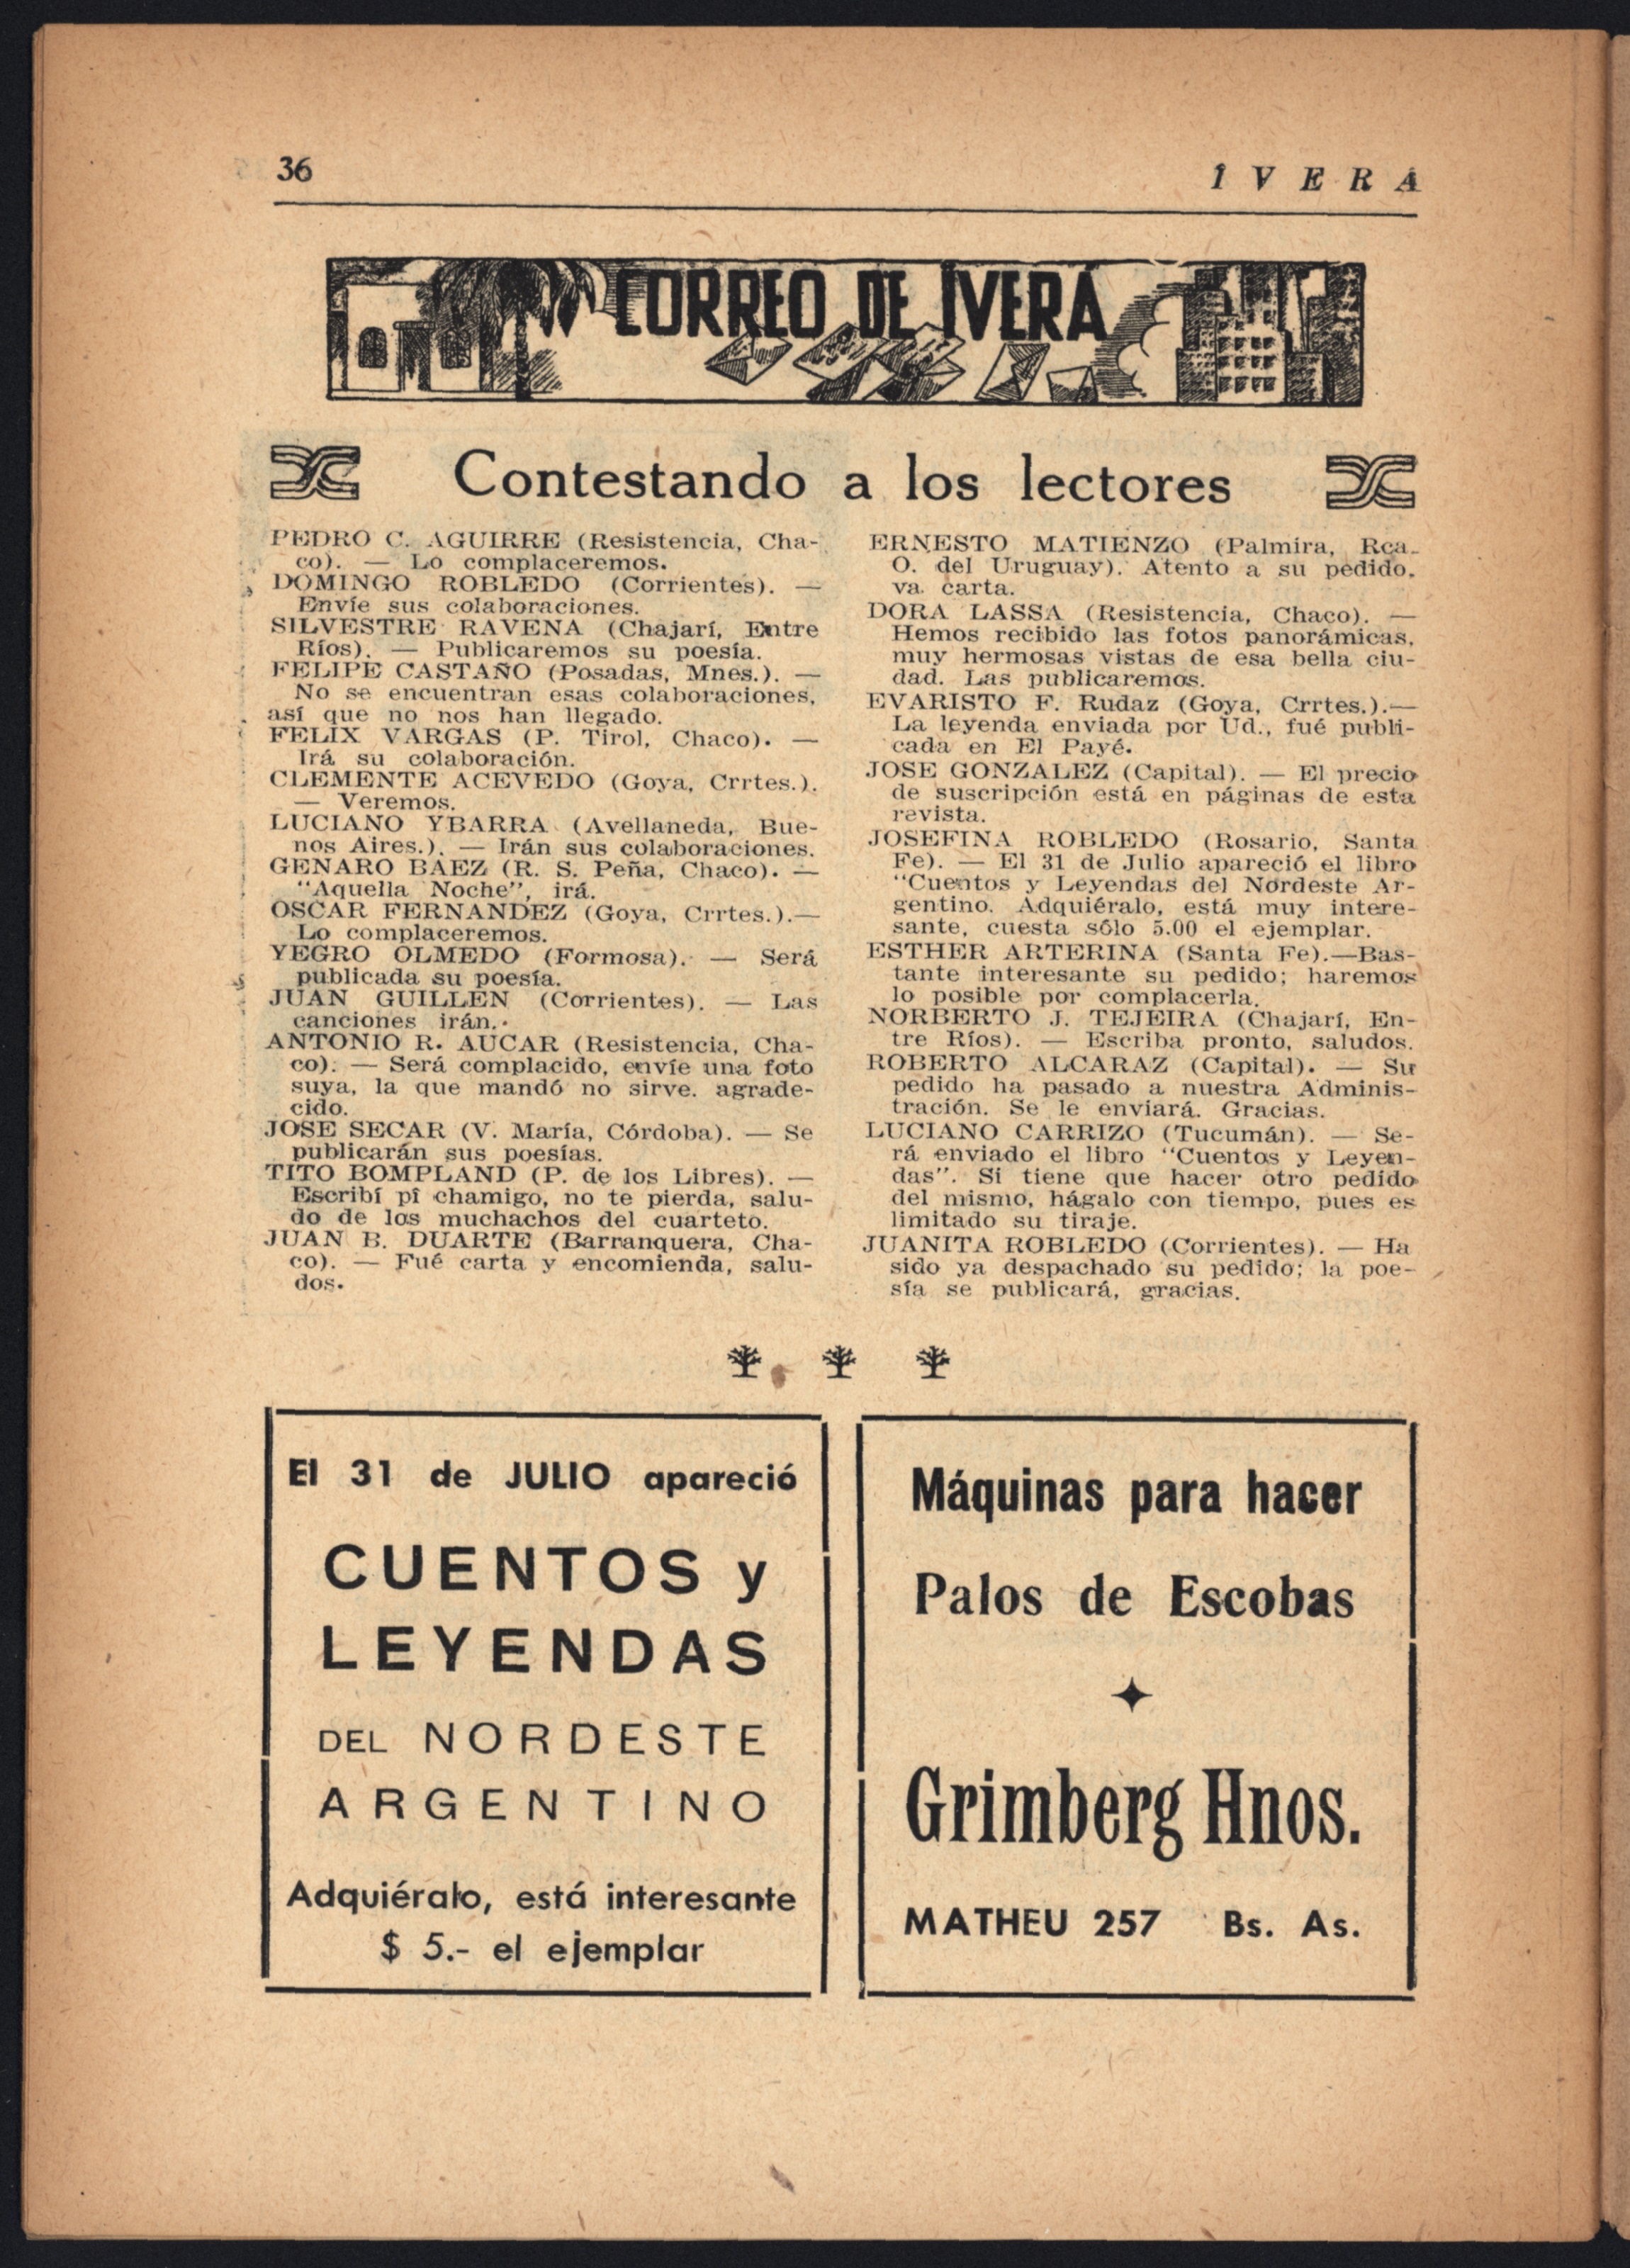 36
Î V E R Á
CORREO DE ÎVERÁ
Contestando a los lectores
PEDRO C. AGUIRRE (Resistencia, Cha-
co). — Lo complaceremos.
DOMINGO ROBLEDO (Corrientes). —
Envíe sus colaboraciones.
SILVESTRE RAVENA (Chajarí, Entre
Ríos). — Publicaremos su poesía.
FELIPE CASTAÑO (Posadas, Mnes.). —
No se encuentran esas colaboraciones,
así que no nos han llegado.
FELIX VARGAS (P. Tirol, Chaco). —
Irá su colaboración.
CLEMENTE ACEVEDO (Goya, Crrtes.).
— Veremos.
LUCIANO YBARRA (Avellaneda, Bue-
nos Aires.). — Irán sus colaboraciones.
GENARO BAEZ (R. S. Peña, Chaco). —
"Aquella Noche", irá.
OSCAR FERNANDEZ (Goya, Crrtes.).—
Lo complaceremos.
YEGRO OLMEDO (Formosa). — Será
publicada su poesía.
JUAN GUILLEN (Corrientes). — Las
canciones irán.
ANTONIO R. AUCAR (Resistencia, Cha-
co). — Será complacido, envíe una foto
suya, la que mandó no sirve. agrade-
cido.
JOSE SECAR (V. María, Córdoba). — Se
publicarán sus poesías.
TITO BOMPLAND (P. de los Libres). —
Escribí pî chamigo, no te pierda, salu-
do de los muchachos del cuarteto.
JUAN B. DUARTE (Barranquera, Cha-
co). — Fué carta y encomienda, salu-
dos.
ERNESTO MATIENZO (Palmira, Rca.
O. del Uruguay). Atento a su pedido,
va carta.
DORA LASSA (Resistencia, Chaco). —
Hemos recibido las fotos panorámicas,
muy hermosas vistas de esa bella ciu-
dad. Las publicaremos.
EVARISTO F. Rudaz (Goya, Crrtes.).—
La leyenda enviada por Ud., fué publi-
cada en El Payé.
JOSE GONZALEZ (Capital). — El precio
de suscripción está en páginas de esta
revista.
JOSEFINA ROBLEDO (Rosario, Santa
Fe). — El 31 de Julio apareció el libro
"Cuentos y Leyendas del Nordeste Ar-
gentino. Adquiéralo, está muy intere-
sante, cuesta sólo 5.00 el ejemplar.
ESTHER ARTERINA (Santa Fe).—Bas-
tante interesante su pedido; haremos
lo posible por complacerla.
NORBERTO J. TEJEIRA (Chajarí, En-
tre Ríos). — Escriba pronto, saludos.
ROBERTO ALCARAZ (Capital). — Su
pedido ha pasado a nuestra Adminis-
tración. Se le enviará. Gracias.
LUCIANO CARRIZO (Tucumán). — Se-
rá enviado el libro "Cuentos y Leyen-
das". Si tiene que hacer otro pedido
del mismo, hágalo con tiempo, pues es
limitado su tiraje.
JUANITA ROBLEDO (Corrientes). — Ha
sido ya despachado su pedido; la poe-
sía se publicará, gracias.
El 31 de JULIO apareció
CUENTOS y
LEYENDAS
DEL NORDESTE
ARGENTINO
Adquiéralo, está interesante
$ 5.- el ejemplar
Máquinas para hacer
Palos de Escobas
Grimberg Hnos.
MATHEU 257 Bs. As.